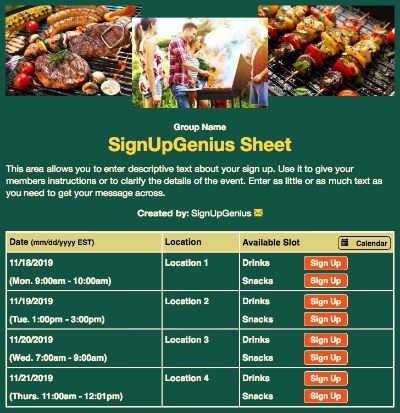 Group Name
SignUpGenius Sheet
This area allows you to enter descriptive text about your sign up. Use it to give your
members instructions or to clarify the details of the event. Enter as little or as much text as
you need to get your message across.
Created by: SignUpGenius
Date (mm/dd/yyyy EST) Location Available Slot Calendar
11/18/2019 Location 1 Drinks Sign Up
(Mon. 9:00am - 10:00am) Snacks Sign Up
11/19/2019 Location 2 Drinks Sign Up
(Tue. 1:00pm - 3:00pm) Snacks Sign Up
11/20/2019 Location 3 Drinks Sign Up
(Wed. 7:00am - 9:00am) Snacks Sign Up
11/21/2019 Location 4 Drinks Sign Up
(Thurs. 11:00am - 12:01pm) Snacks Sign Up